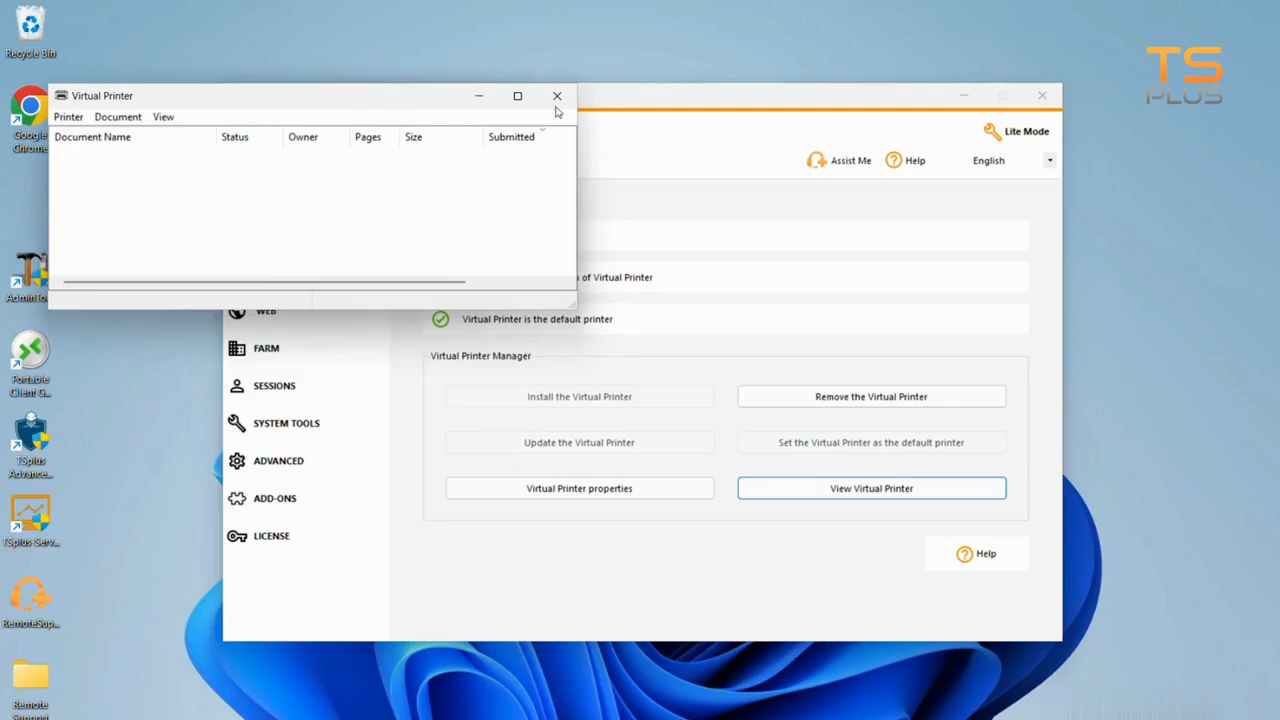 Recycle Bin
Google
Chrome
AdminTo
Portable
Client G...
TSplus
Advance...
TSplus-Serv...
RemoteSup...
Remote
Virtual Printer
Printer Document View
Document Name Status Owner Pages Size Submitted
TS
PLUS
Lite Mode
Assist Me Help English
of Virtual Printer
Virtual Printer is the default printer
WEB
FARM
SESSIONS
SYSTEM TOOLS
ADVANCED
ADD-ONS
LICENSE
Virtual Printer Manager
Install the Virtual Printer Remove the Virtual Printer
Update the Virtual Printer Set the Virtual Printer as the default printer
Virtual Printer properties View Virtual Printer
Help